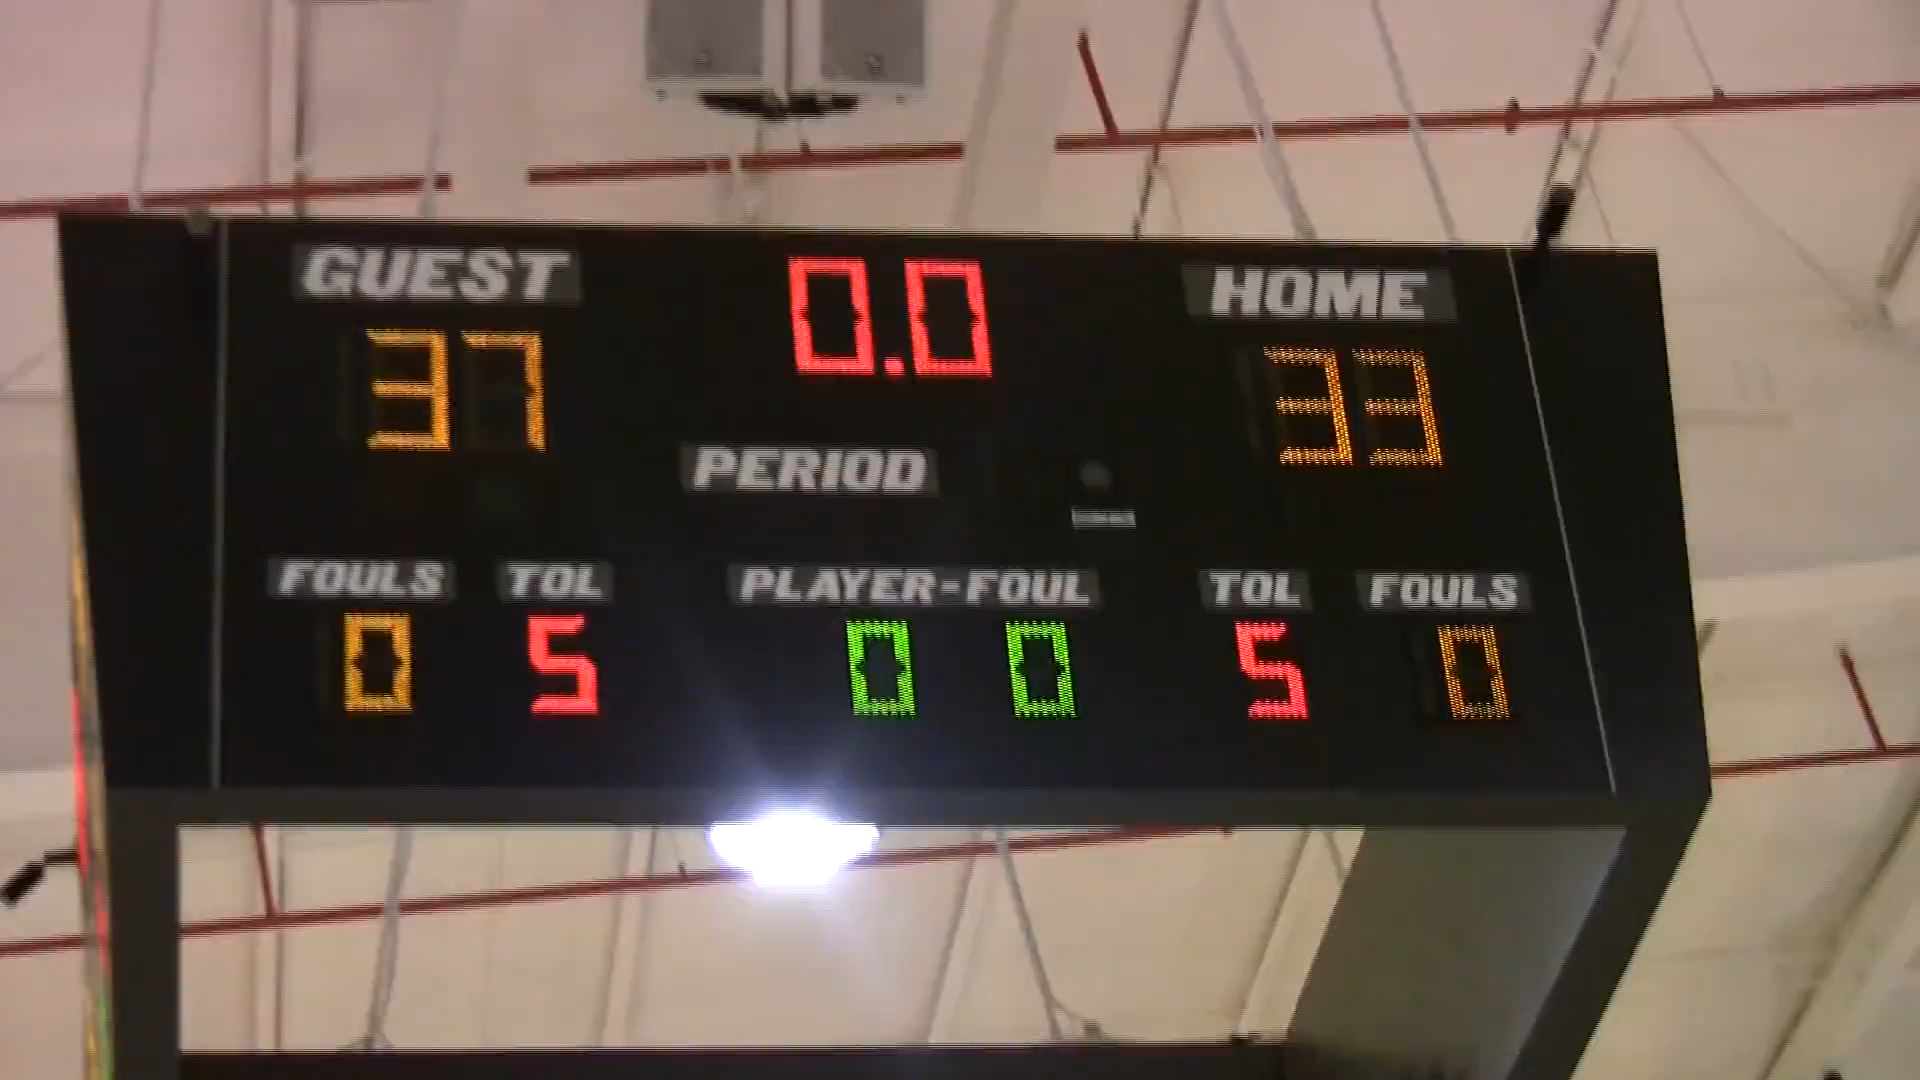 GUEST 0.0 HOME
37 33
PERIOD
FOULS TOL PLAYER-FOUL TOL FOULS
0 5 0 0 5 0